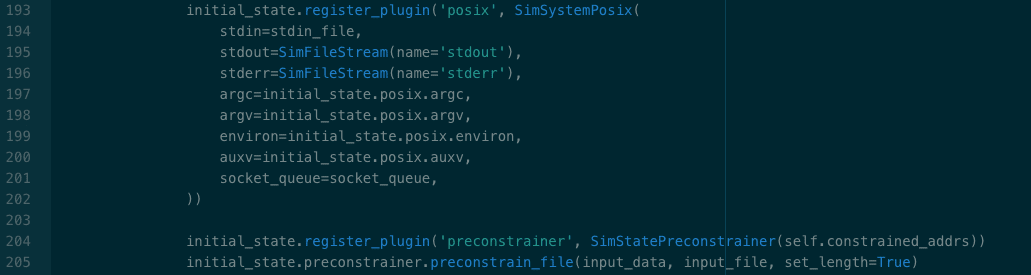 193 initial_state.register_plugin('posix', SimSystemPosix(
194 stdin=stdin_file,
195 stdout=SimFileStream(name='stdout'),
196 stderr=SimFileStream(name='stderr'),
197 argc=initial_state.posix.argc,
198 argv=initial_state.posix.argv,
199 environ=initial_state.posix.environ,
200 auxv=initial_state.posix.auxv,
201 socket_queue=socket_queue,
202 ))
203
204 initial_state.register_plugin('preconstrainer', SimStatePreconstrainer(self.constrained_addrs))
205 initial_state.preconstrainer.preconstrain_file(input_data, input_file, set_length=True)